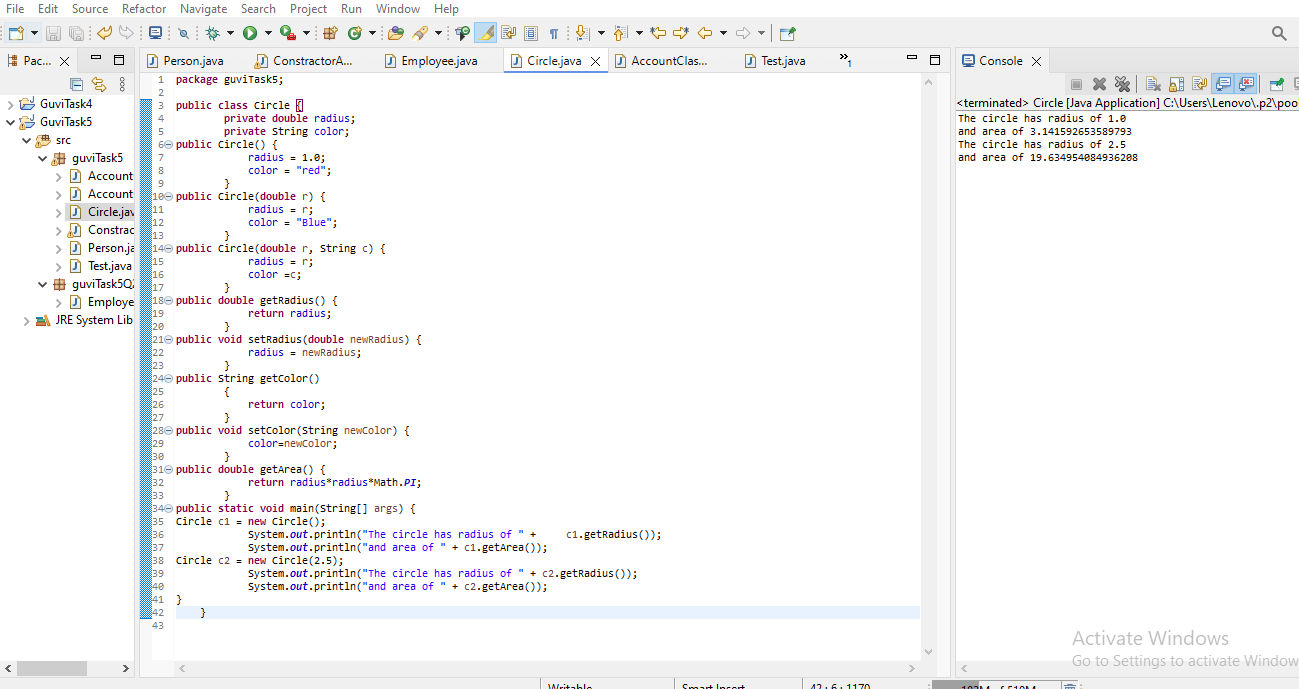 File Edit Source Refactor Navigate Search Project Run Window Help
Pac...
Person.java ConstructorA... Employee.java Circle.java AccountClas... Test.java »1
Console
GuviTask4
GuviTask5
src
guviTask5
Account
Account
Circle.jav
Construc
Person.ja
Test.java
guviTask5Q2
Employe
JRE System Lib
1 package guviTask5;
2
3 public class Circle {
4 private double radius;
5 private String color;
6 public Circle() {
7 radius = 1.0;
8 color = "red";
9 }
10 public Circle(double r) {
11 radius = r;
12 color = "Blue";
13 }
14 public Circle(double r, String c) {
15 radius = r;
16 color =c;
17 }
18 public double getRadius() {
19 return radius;
20 }
21 public void setRadius(double newRadius) {
22 radius = newRadius;
23 }
24 public String getColor()
25 {
26 return color;
27 }
28 public void setColor(String newColor) {
29 color=newColor;
30 }
31 public double getArea() {
32 return radius*radius*Math.PI;
33 }
34 public static void main(String[] args) {
35 Circle c1 = new Circle();
36 System.out.println("The circle has radius of " + c1.getRadius());
37 System.out.println("and area of " + c1.getArea());
38 Circle c2 = new Circle(2.5);
39 System.out.println("The circle has radius of " + c2.getRadius());
40 System.out.println("and area of " + c2.getArea());
41 }
42 }
43
<terminated> Circle [Java Application] C:\Users\Lenovo\.p2\poo
The circle has radius of 1.0
and area of 3.141592653589793
The circle has radius of 2.5
and area of 19.634954084936208
Activate Windows
Go to Settings to activate Window
Writable Smart Insert 42 : 6 : 1170